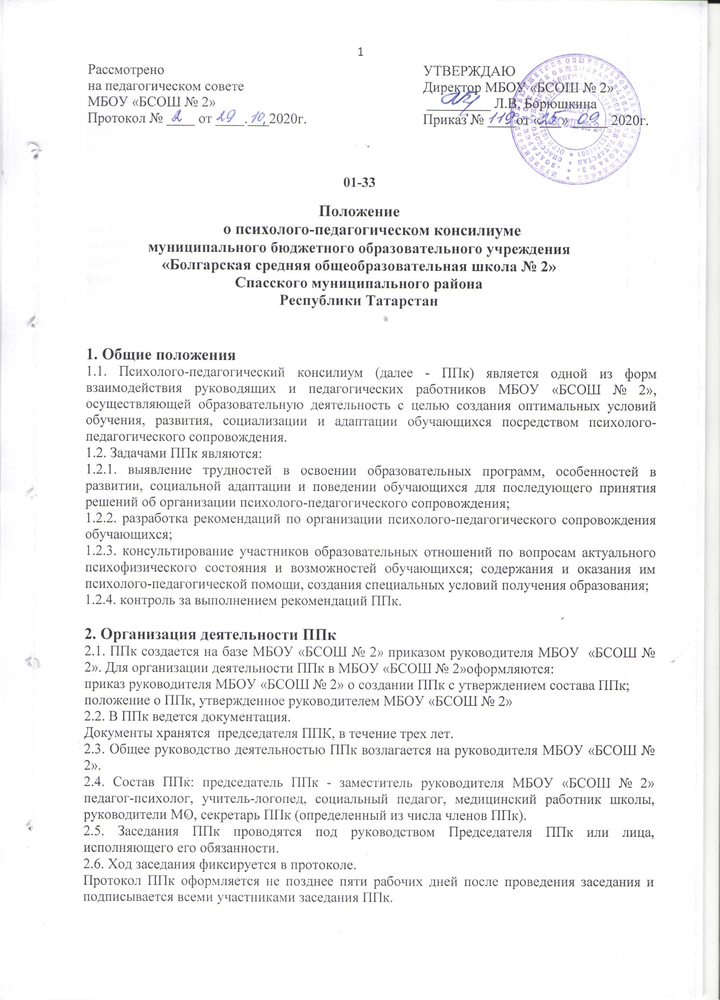 1
Рассмотрено
на педагогическом совете
МБОУ «БСОШ № 2»
Протокол № 2 от 29.10.2020г.
УТВЕРЖДАЮ
Директор МБОУ «БСОШ № 2»
Л.В. Борюшкина
Приказ № 119 от «25» 09 2020г.
01-33
Положение
о психолого-педагогическом консилиуме
муниципального бюджетного образовательного учреждения
«Болгарская средняя общеобразовательная школа № 2»
Спасского муниципального района
Республики Татарстан
1. Общие положения
1.1. Психолого-педагогический консилиум (далее - ППк) является одной из форм
взаимодействия руководящих и педагогических работников МБОУ «БСОШ № 2»,
осуществляющей образовательную деятельность с целью создания оптимальных условий
обучения, развития, социализации и адаптации обучающихся посредством психолого-
педагогического сопровождения.
1.2. Задачами ППк являются:
1.2.1. выявление трудностей в освоении образовательных программ, особенностей в
развитии, социальной адаптации и поведении обучающихся для последующего принятия
решений об организации психолого-педагогического сопровождения;
1.2.2. разработка рекомендаций по организации психолого-педагогического сопровождения
обучающихся;
1.2.3. консультирование участников образовательных отношений по вопросам актуального
психофизического состояния и возможностей обучающихся; содержания и оказания им
психолого-педагогической помощи, создания специальных условий получения образования;
1.2.4. контроль за выполнением рекомендаций ППк.
2. Организация деятельности ППк
2.1. ППк создается на базе МБОУ «БСОШ № 2» приказом руководителя МБОУ «БСОШ №
2». Для организации деятельности ППк в МБОУ «БСОШ № 2»оформляются:
приказ руководителя МБОУ «БСОШ № 2» о создании ППк с утверждением состава ППк;
положение о ППк, утвержденное руководителем МБОУ «БСОШ № 2»
2.2. В ППк ведется документация.
Документы хранятся председателя ППК, в течение трех лет.
2.3. Общее руководство деятельностью ППк возлагается на руководителя МБОУ «БСОШ №
2».
2.4. Состав ППк: председатель ППк - заместитель руководителя МБОУ «БСОШ № 2»
педагог-психолог, учитель-логопед, социальный педагог, медицинский работник школы,
руководители МО, секретарь ППк (определенный из числа членов ППк).
2.5. Заседания ППк проводятся под руководством Председателя ППк или лица,
исполняющего его обязанности.
2.6. Ход заседания фиксируется в протоколе.
Протокол ППк оформляется не позднее пяти рабочих дней после проведения заседания и
подписывается всеми участниками заседания ППк.